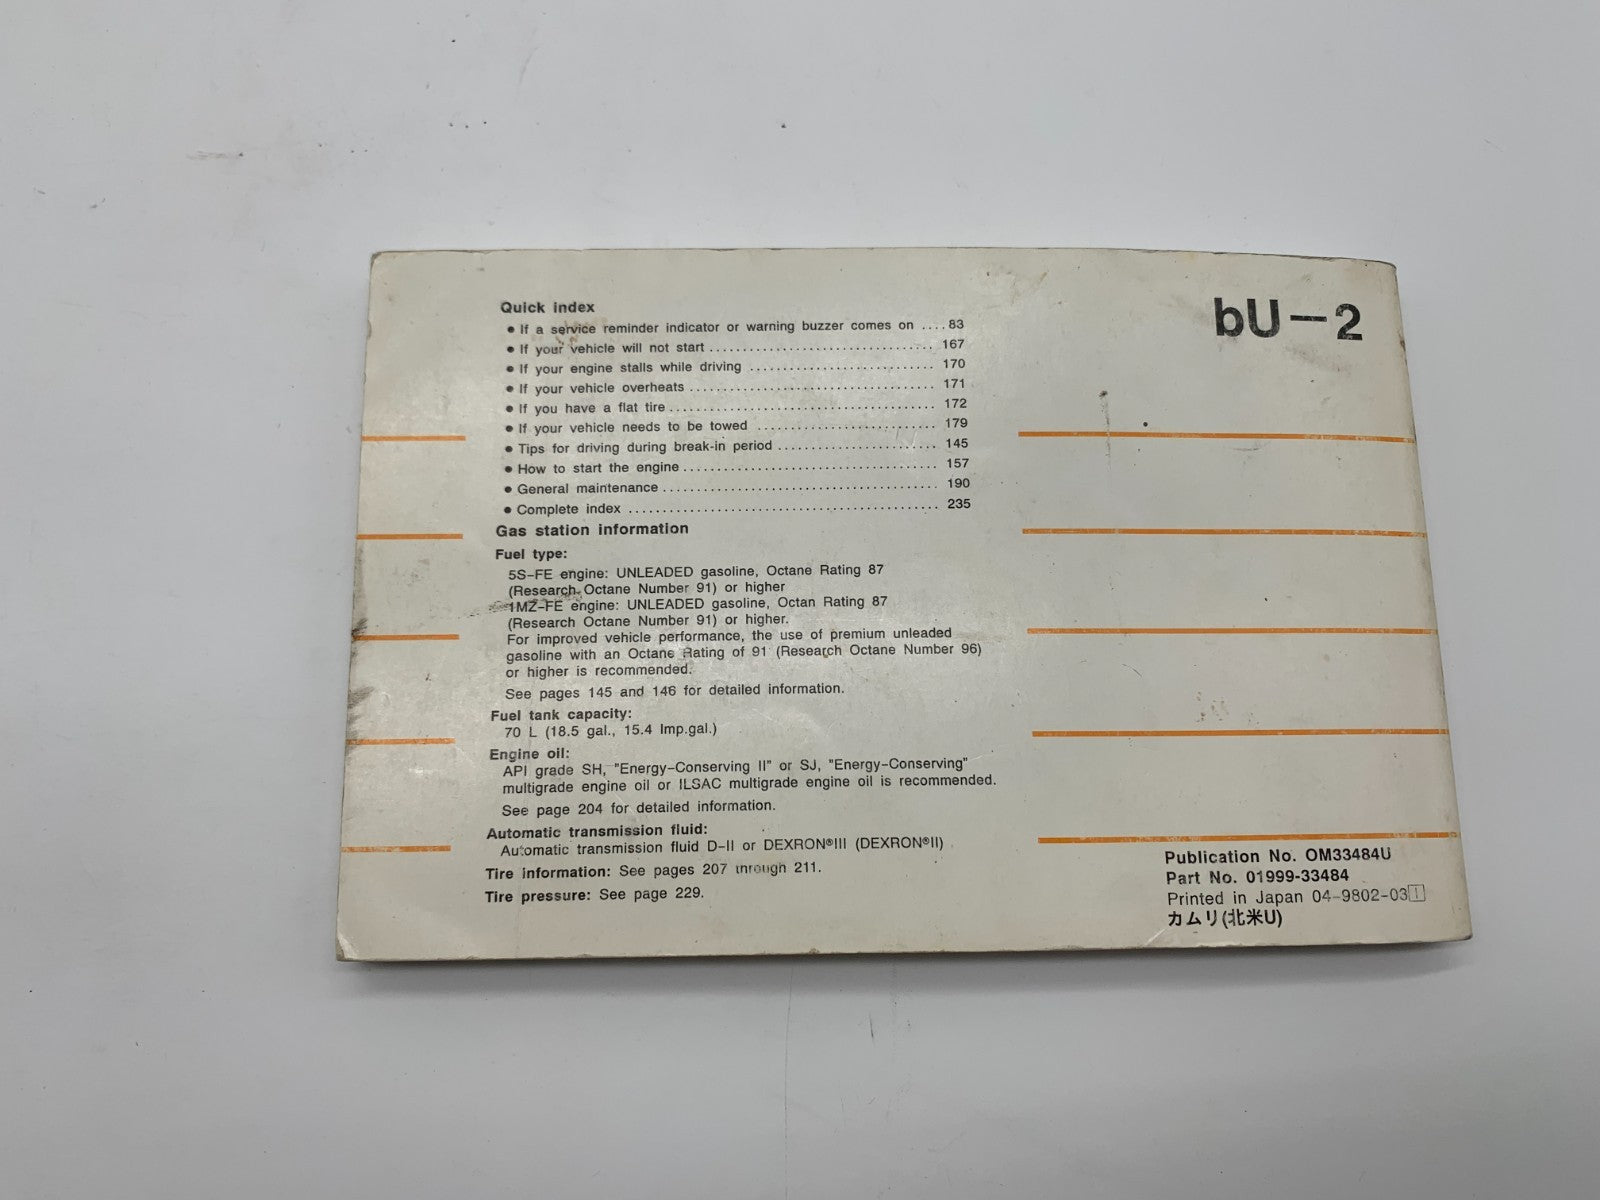 Quick index
● If a service reminder indicator or warning buzzer comes on ....83
● If your vehicle will not start .................................. 167
● If your engine stalls while driving ............................ 170
● If your vehicle overheats ..................................... 171
● If you have a flat tire ........................................ 172
● If your vehicle needs to be towed ........................... 179
● Tips for driving during break-in period ........................ 145
● How to start the engine ...................................... 157
● General maintenance ......................................... 190
● Complete index .............................................. 235
Gas station information
Fuel type:
5S-FE engine: UNLEADED gasoline, Octane Rating 87
(Research Octane Number 91) or higher
1MZ-FE engine: UNLEADED gasoline, Octan Rating 87
(Research Octane Number 91) or higher.
For improved vehicle performance, the use of premium unleaded
gasoline with an Octane Rating of 91 (Research Octane Number 96)
or higher is recommended.
See pages 145 and 146 for detailed information.
Fuel tank capacity:
70 L (18.5 gal., 15.4 Imp.gal.)
Engine oil:
API grade SH, "Energy-Conserving II" or SJ, "Energy-Conserving"
multigrade engine oil or ILSAC multigrade engine oil is recommended.
See page 204 for detailed information.
Automatic transmission fluid:
Automatic transmission fluid D-II or DEXRON®III (DEXRON®II)
Tire information: See pages 207 through 211.
Tire pressure: See page 229.
bU-2
Publication No. OM33484U
Part No. 01999-33484
Printed in Japan 04-9802-03
カムリ(北米U)